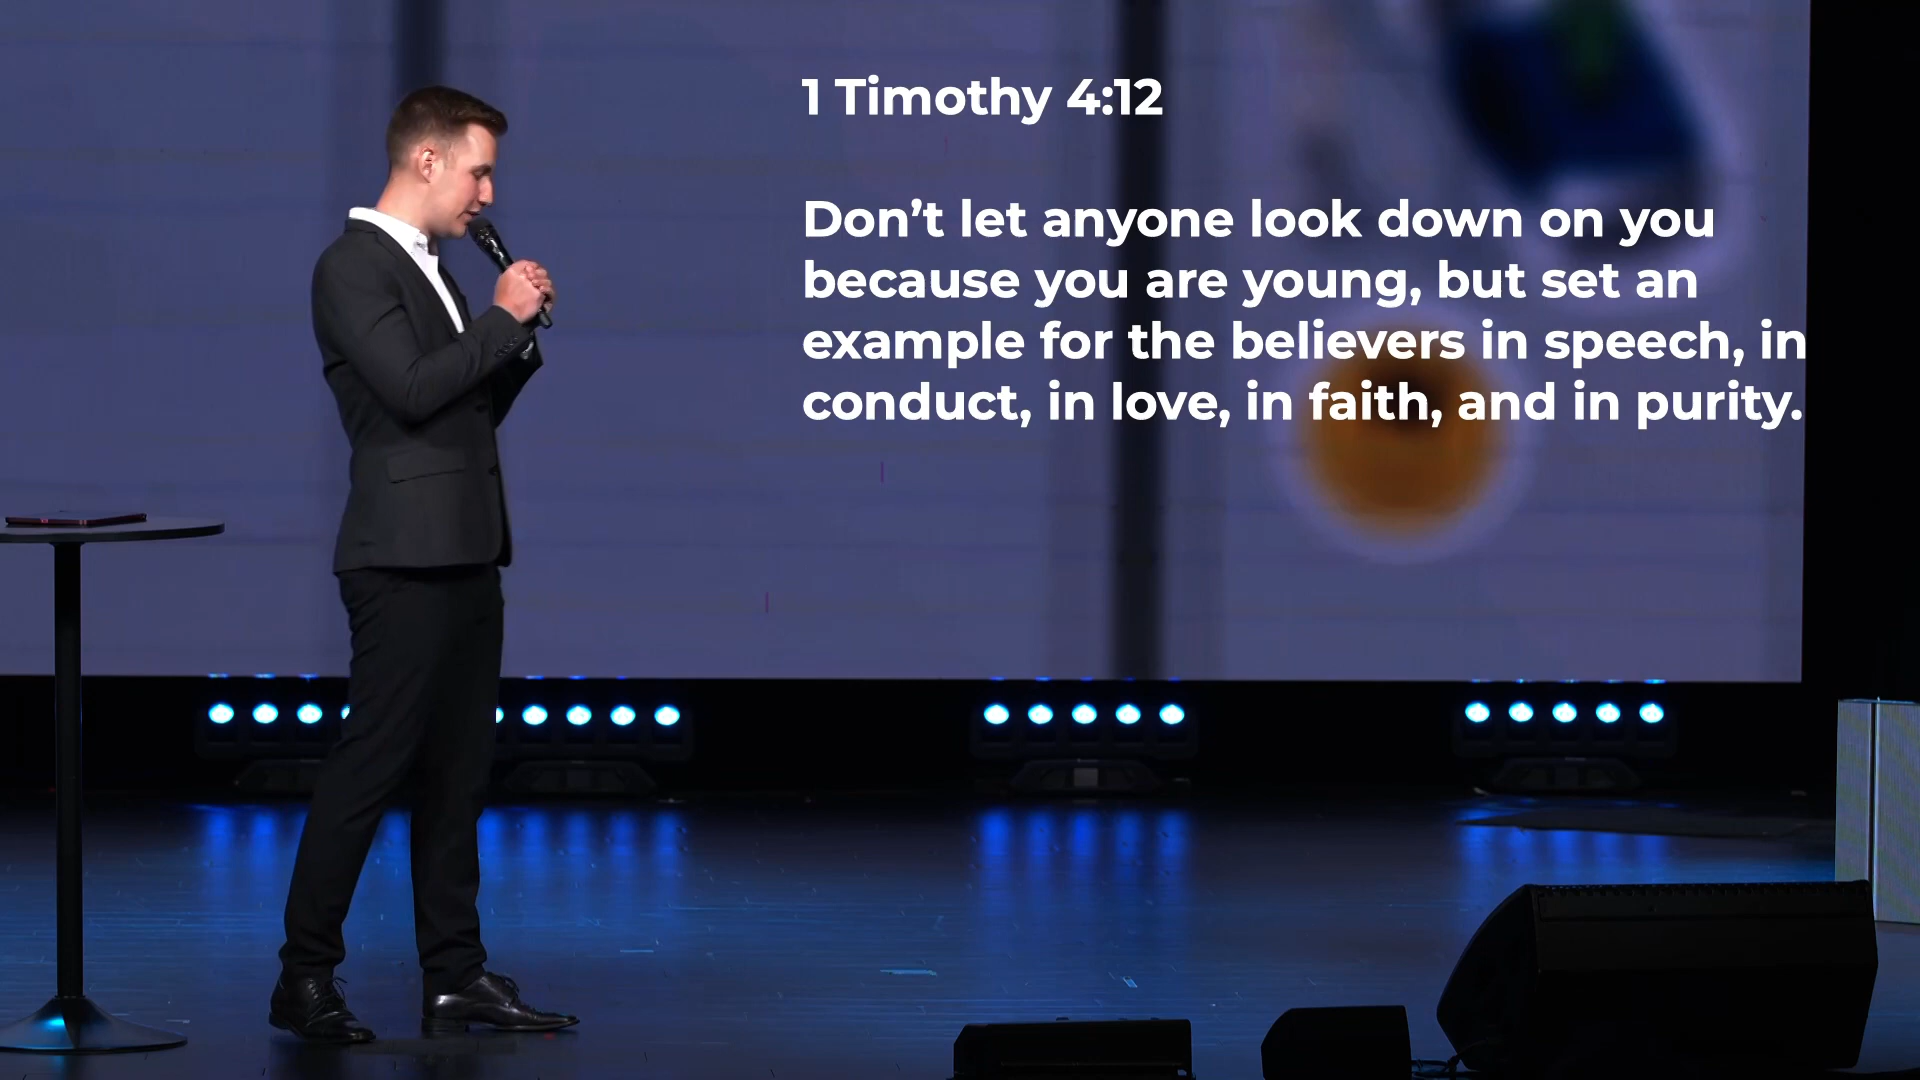 1 Timothy 4:12
Don’t let anyone look down on you
because you are young, but set an
example for the believers in speech, in
conduct, in love, in faith, and in purity.